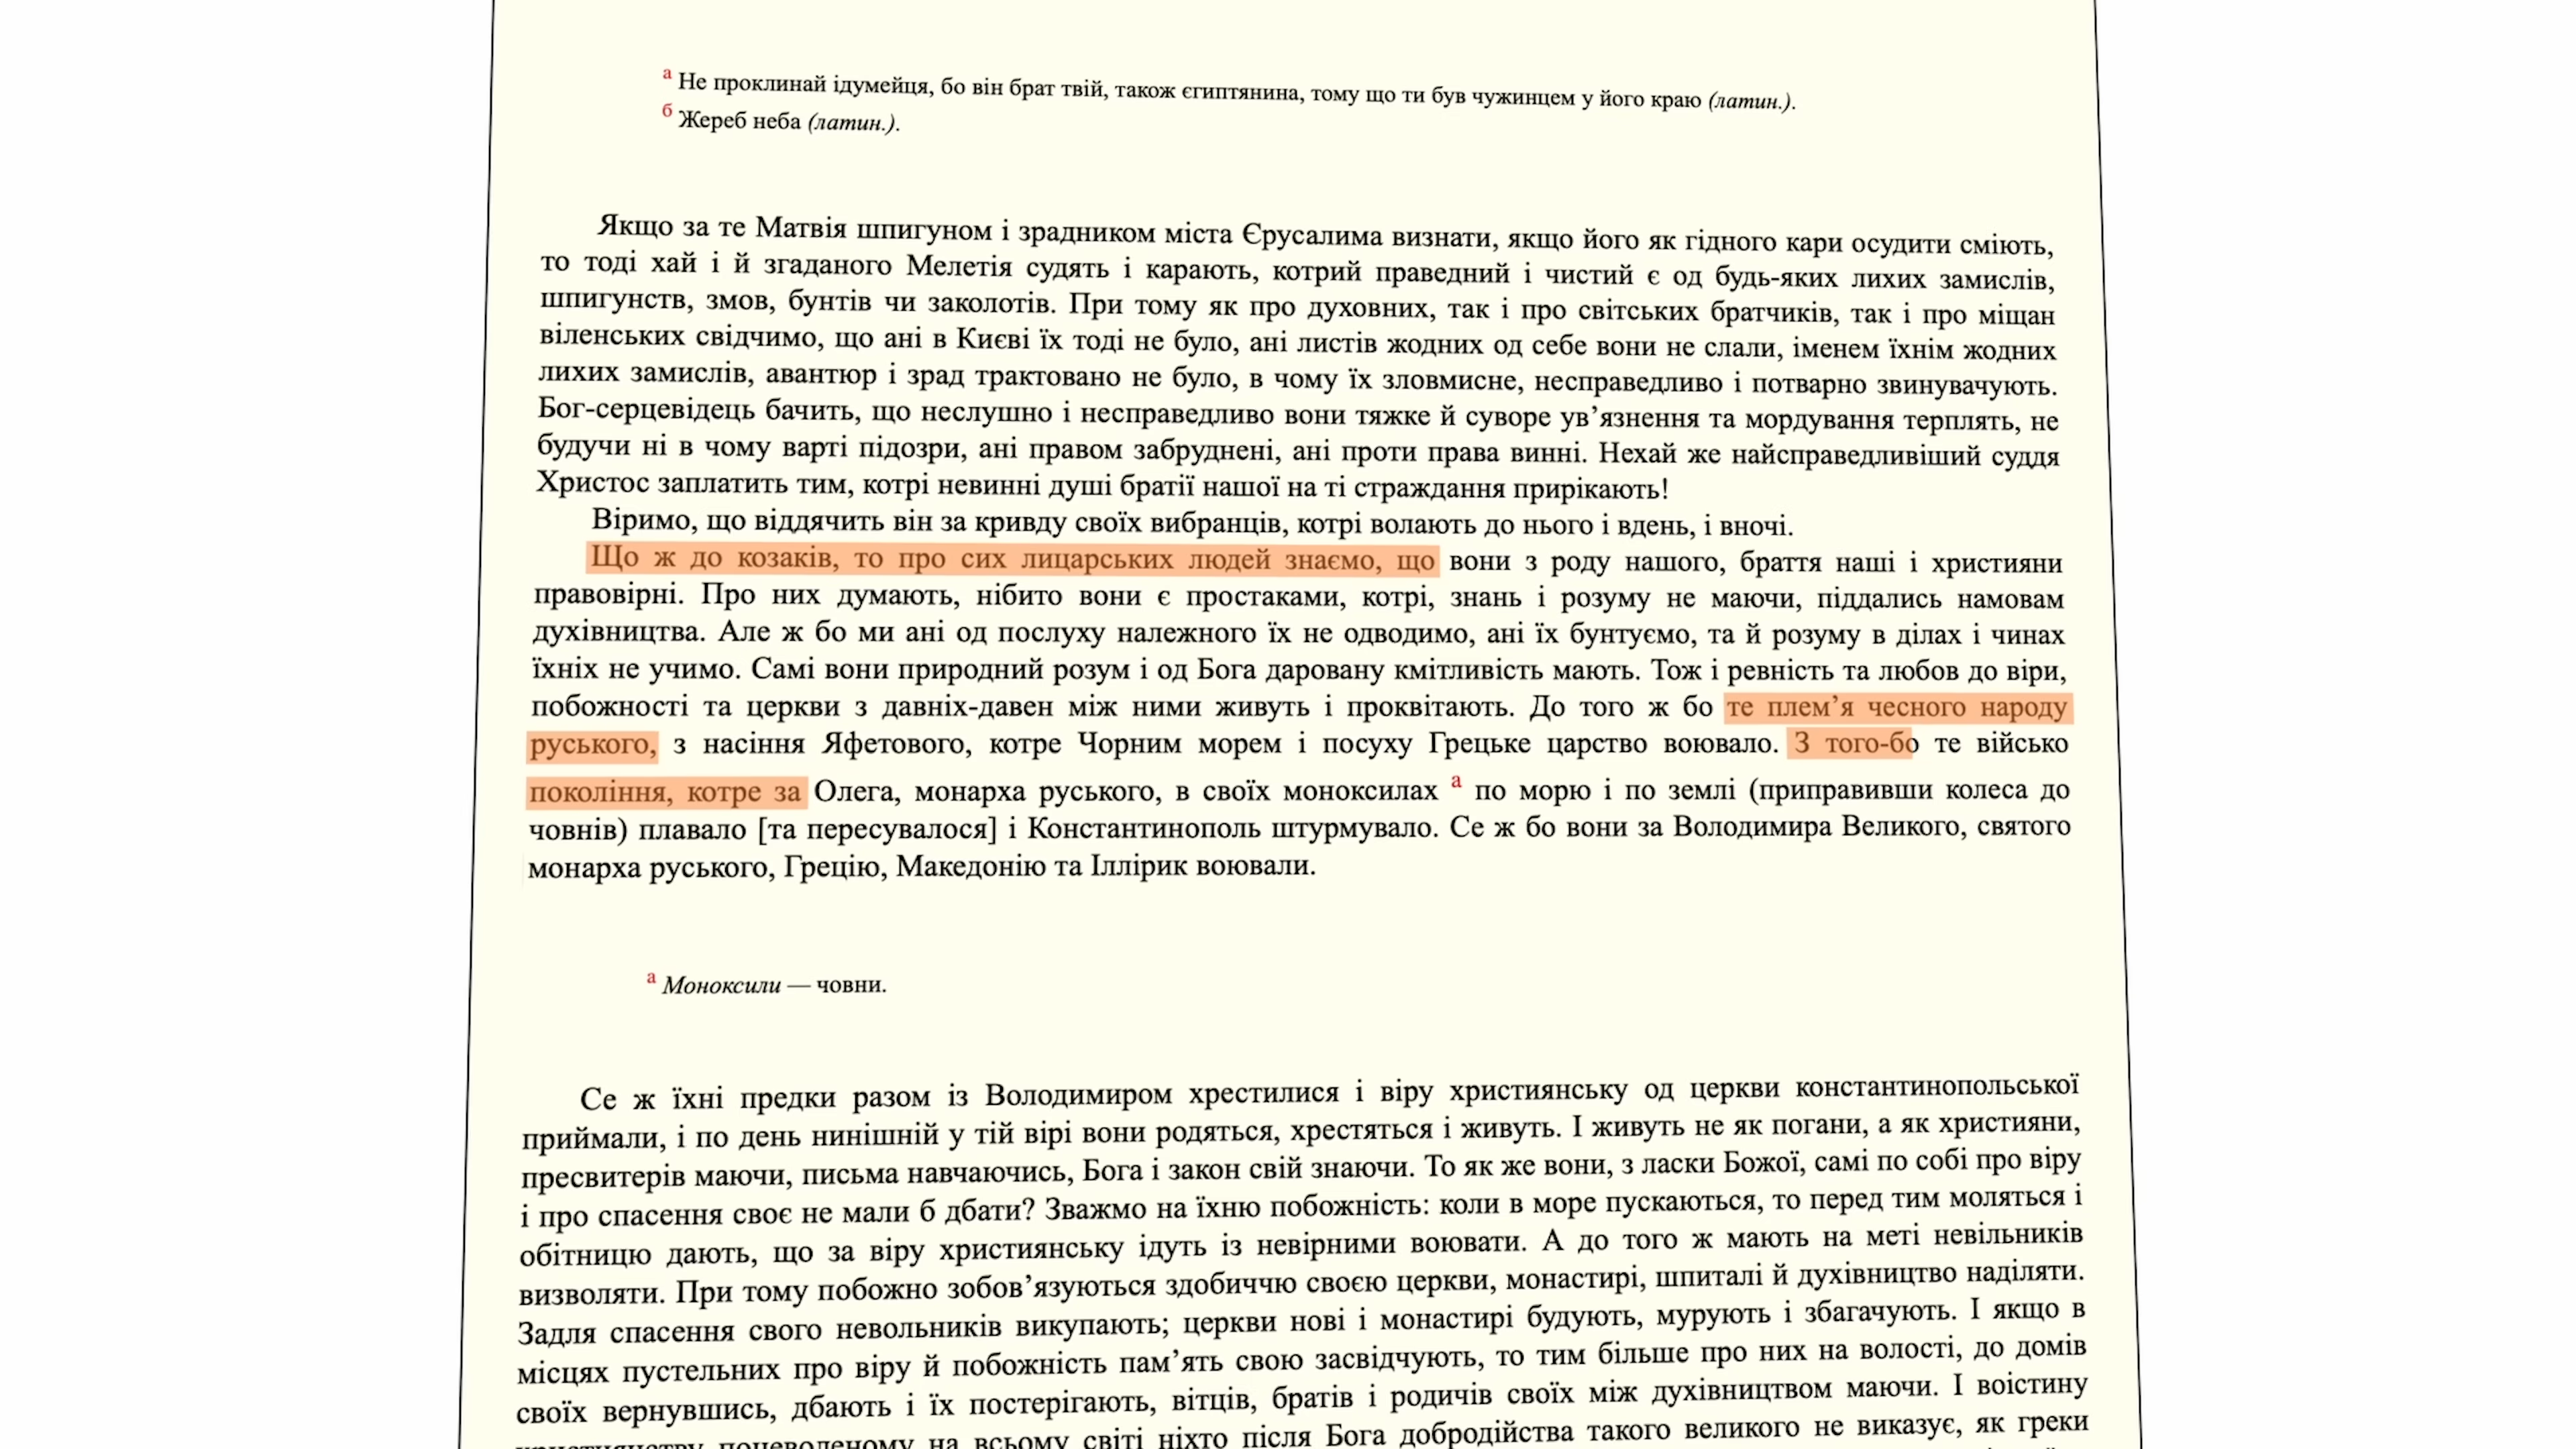 а Не проклинай ідумейця, бо він брат твій, також єгиптянина, тому що ти був чужинцем у його краю (латин.).
б Жереб неба (латин.).
Якщо за те Матвія шпигуном і зрадником міста Єрусалима визнати, якщо його як гідного кари осудити сміють,
то тоді хай і й згаданого Мелетія судять і карають, котрий праведний і чистий є од будь-яких лихих замислів,
шпигунств, змов, бунтів чи заколотів. При тому як про духовних, так і про світських братчиків, так і про міщан
віленських свідчимо, що ані в Києві їх тоді не було, ані листів жодних од себе вони не слали, іменем їхнім жодних
лихих замислів, авантюр і зрад трактовано не було, в чому їх зловмисне, несправедливо і потварно звинувачують.
Бог-серцевідець бачить, що неслушно і несправедливо вони тяжке й суворе ув’язнення та мордування терплять, не
будучи ні в чому варті підозри, ані правом забруднені, ані проти права винні. Нехай же найсправедливіший суддя
Христос заплатить тим, котрі невинні душі братії нашої на ті страждання прирікають!
Віримо, що віддячить він за кривду своїх вибранців, котрі волають до нього і вдень, і вночі.
Що ж до козаків, то про сих лицарських людей знаємо, що вони з роду нашого, браття наші і християни
правовірні. Про них думають, нібито вони є простаками, котрі, знань і розуму не маючи, піддались намовам
духівництва. Але ж бо ми ані од послуху належного їх не одводимо, ані їх бунтуємо, та й розуму в ділах і чинах
їхніх не учимо. Самі вони природний розум і од Бога даровану кмітливість мають. Тож і ревність та любов до віри,
побожності та церкви з давніх-давен між ними живуть і проквітають. До того ж бо те плем’я чесного народу
руського, з насіння Яфетового, котре Чорним морем і посуху Грецьке царство воювало. З того-бо те військо
покоління, котре за Олега, монарха руського, в своїх моноксилах а по морю і по землі (приправивши колеса до
човнів) плавало [та пересувалося] і Константинополь штурмувало. Се ж бо вони за Володимира Великого, святого
монарха руського, Грецію, Македонію та Іллірик воювали.
а Моноксили — човни.
Се ж їхні предки разом із Володимиром хрестилися і віру християнську од церкви константинопольської
приймали, і по день нинішній у тій вірі вони родяться, хрестяться і живуть. І живуть не як погани, а як християни,
пресвитерів маючи, письма навчаючись, Бога і закон свій знаючи. То як же вони, з ласки Божої, самі по собі про віру
і про спасення своє не мали б дбати? Зважмо на їхню побожність: коли в море пускаються, то перед тим моляться і
обітницю дають, що за віру християнську ідуть із невірними воювати. А до того ж мають на меті невільників
визволяти. При тому побожно зобов’язуються здобиччю своєю церкви, монастирі, шпиталі й духівництво наділяти.
Задля спасення свого невольників викупають; церкви нові і монастирі будують, мурують і збагачують. І якщо в
місцях пустельних про віру й побожність пам’ять свою засвідчують, то тим більше про них на волості, до домів
своїх вернувшись, дбають і їх постерігають, вітців, братів і родичів своїх між духівництвом маючи. І воістину
християнству поневоленому на всьому світі ніхто після Бога добродійства такого великого не виказує, як греки